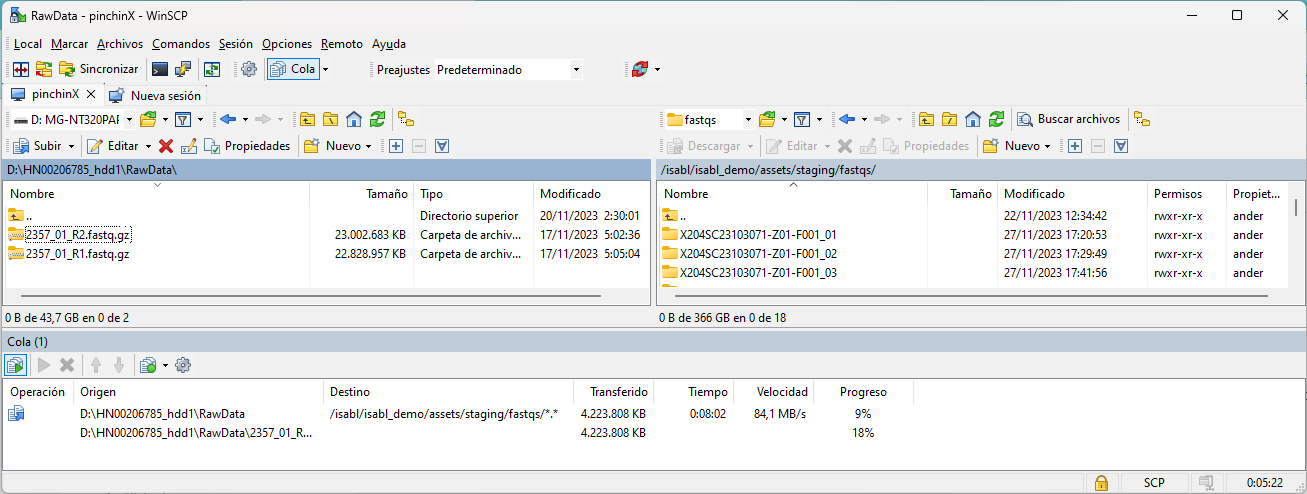 RawData - pinchinX - WinSCP
Local Marcar Archivos Comandos Sesión Opciones Remoto Ayuda
Sincronizar Cola Preajustes Predeterminado
pinchinX Nueva sesión
D: MG-NT320PAF
Subir Editar Propiedades Nuevo
D:\HN00206785_hdd1\RawData\
Nombre Tamaño Tipo Modificado
.. Directorio superior 20/11/2023 2:30:01
2357_01_R2.fastq.gz 23.002.683 KB Carpeta de archiv... 17/11/2023 5:02:36
2357_01_R1.fastq.gz 22.828.957 KB Carpeta de archiv... 17/11/2023 5:05:04
0 B de 43,7 GB en 0 de 2
fastqs Buscar archivos
Descargar Editar Propiedades Nuevo
/isabl/isabl_demo/assets/staging/fastqs/
Nombre Tamaño Modificado Permisos Propiet...
.. 22/11/2023 12:34:42 rwxr-xr-x ander
X204SC23103071-Z01-F001_01 27/11/2023 17:20:53 rwxr-xr-x ander
X204SC23103071-Z01-F001_02 27/11/2023 17:29:49 rwxr-xr-x ander
X204SC23103071-Z01-F001_03 27/11/2023 17:41:56 rwxr-xr-x ander
0 B de 366 GB en 0 de 18
Cola (1)
Operación Origen Destino Transferido Tiempo Velocidad Progreso
D:\HN00206785_hdd1\RawData /isabl/isabl_demo/assets/staging/fastqs/*.* 4.223.808 KB 0:08:02 84,1 MB/s 9%
D:\HN00206785_hdd1\RawData\2357_01_R... 4.223.808 KB 18%
SCP 0:05:22